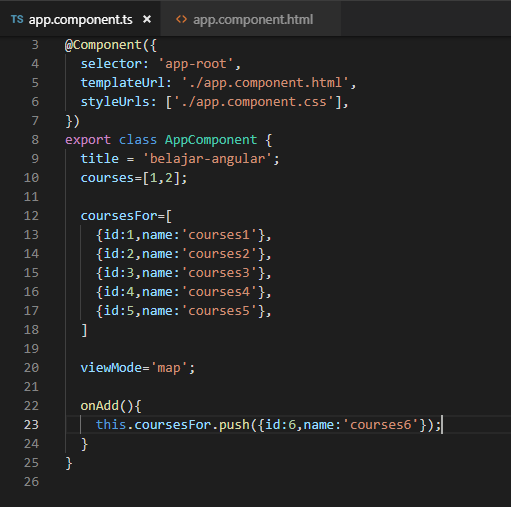 TS app.component.ts × <> app.component.html
3 @Component({
4 selector: 'app-root',
5 templateUrl: './app.component.html',
6 styleUrls: ['./app.component.css'],
7 })
8 export class AppComponent {
9 title = 'belajar-angular';
10 courses=[1,2];
11
12 coursesFor=[
13 {id:1,name:'courses1'},
14 {id:2,name:'courses2'},
15 {id:3,name:'courses3'},
16 {id:4,name:'courses4'},
17 {id:5,name:'courses5'},
18 ]
19
20 viewMode='map';
21
22 onAdd(){
23 this.coursesFor.push({id:6,name:'courses6'});
24 }
25 }
26